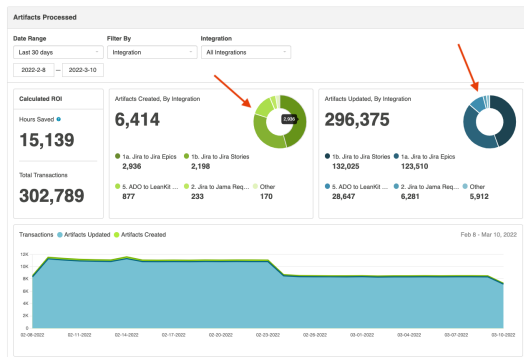 Artifacts Processed
Date Range Filter By Integration
Last 30 days Integration All Integrations
2022-2-8 — 2022-3-10
Calculated ROI
Hours Saved
15,139
Total Transactions
302,789
Artifacts Created, By Integration
6,414
2,936
1a. Jira to Jira Epics 1b. Jira to Jira Stories
2,936 2,198
5. ADO to LeanKit ... 2. Jira to Jama Req... Other
877 233 170
Artifacts Updated, By Integration
296,375
1b. Jira to Jira Stories 1a. Jira to Jira Epics
132,025 123,510
5. ADO to LeanKit ... 2. Jira to Jama Req... Other
28,647 6,281 5,912
Transactions Artifacts Updated Artifacts Created Feb 8 - Mar 10, 2022
12K
10K
8K
6K
4K
2K
0
02-08-2022 02-11-2022 02-14-2022 02-17-2022 02-20-2022 02-23-2022 02-26-2022 03-01-2022 03-04-2022 03-07-2022 03-10-2022